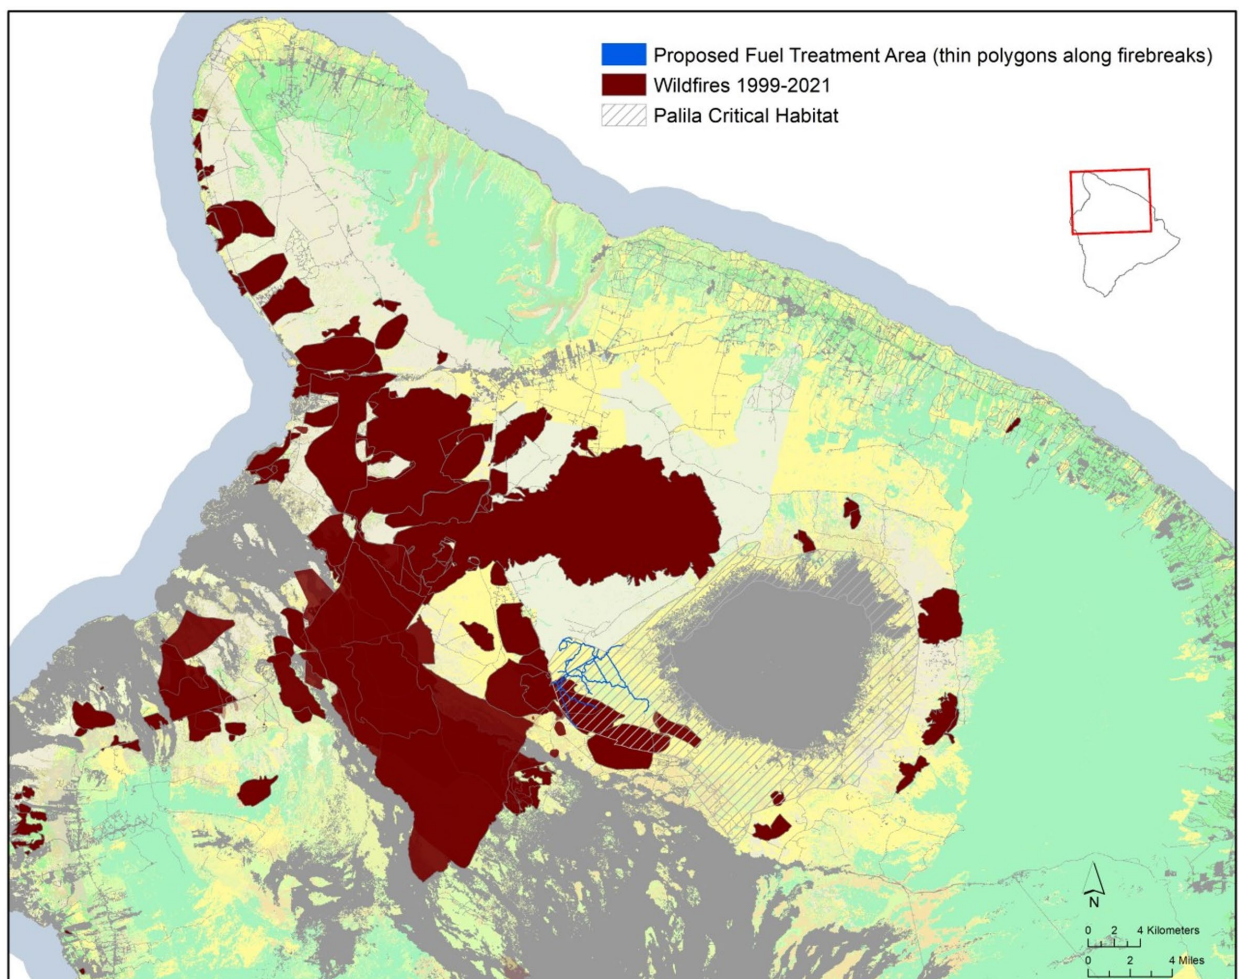 Proposed Fuel Treatment Area (thin polygons along firebreaks)
Wildfires 1999-2021
Palila Critical Habitat
N
0 2 4 Kilometers
0 2 4 Miles